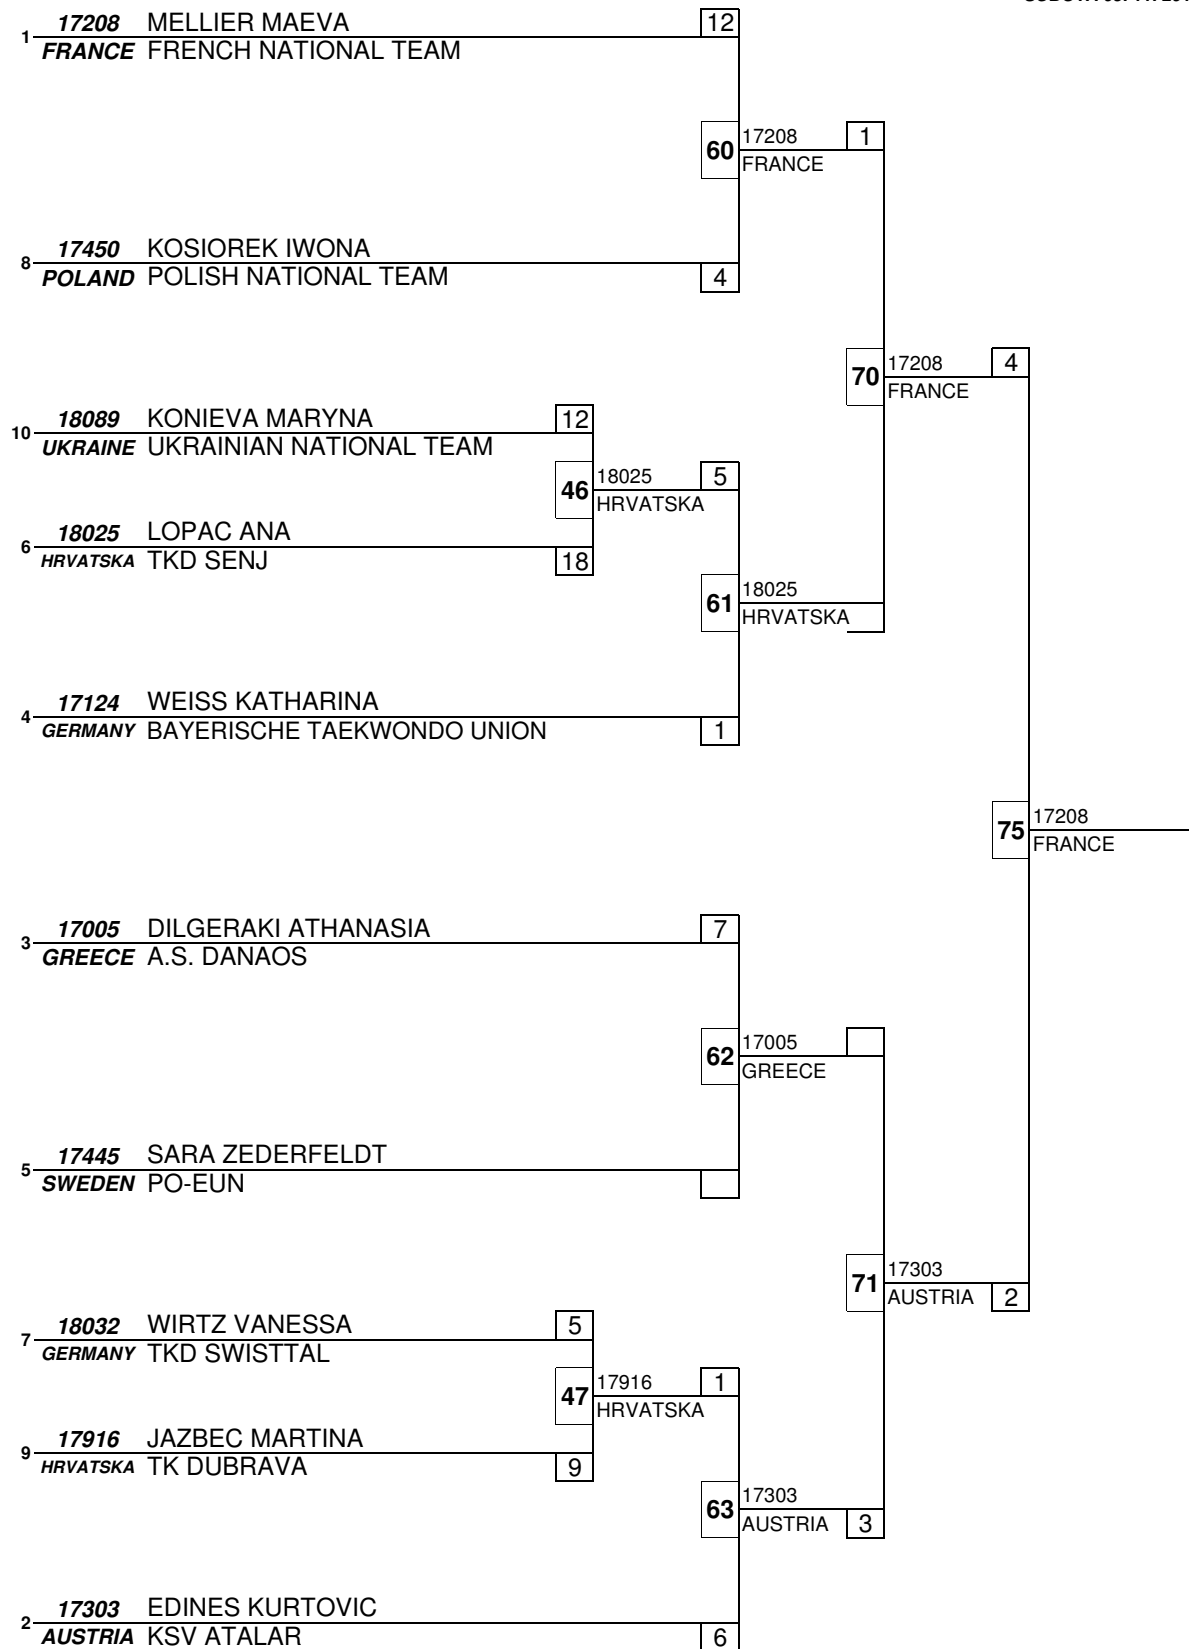 17208 MELLIER MAEVA 12
1
FRANCE FRENCH NATIONAL TEAM
60 17208 1
FRANCE
17450 KOSIOREK IWONA
8
POLAND POLISH NATIONAL TEAM 4
70 17208 4
FRANCE
18089 KONIEVA MARYNA 12
10
UKRAINE UKRAINIAN NATIONAL TEAM
46 18025 5
HRVATSKA
18025 LOPAC ANA
6
HRVATSKA TKD SENJ 18
61 18025
HRVATSKA
17124 WEISS KATHARINA
4
GERMANY BAYERISCHE TAEKWONDO UNION 1
75 17208
FRANCE
17005 DILGERAKI ATHANASIA 7
3
GREECE A.S. DANAOS
62 17005
GREECE
17445 SARA ZEDERFELDT
5
SWEDEN PO-EUN
71 17303
AUSTRIA 2
18032 WIRTZ VANESSA 5
7
GERMANY TKD SWISTTAL
47 17916 1
HRVATSKA
17916 JAZBEC MARTINA
9
HRVATSKA TK DUBRAVA 9
63 17303
AUSTRIA 3
17303 EDINES KURTOVIC
2
AUSTRIA KSV ATALAR 6